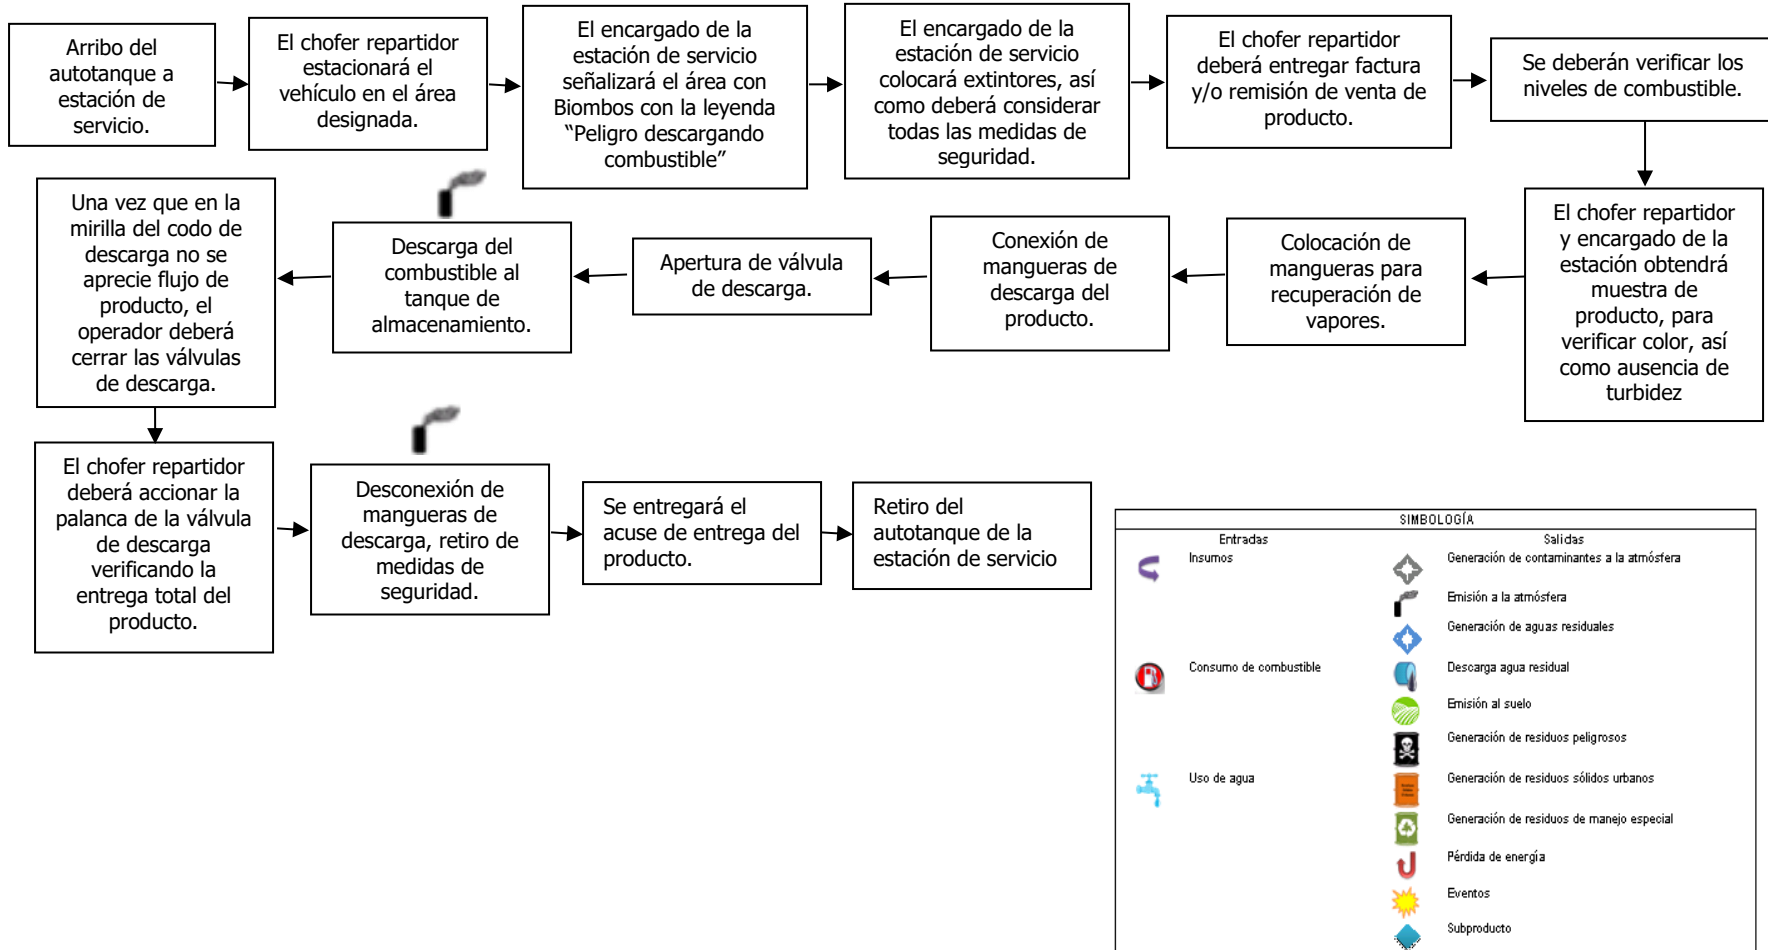 Arribo del
autotanque a
estación de
servicio.
El chofer repartidor
estacionará el
vehículo en el área
designada.
El encargado de la
estación de servicio
señalizará el área con
Biombos con la leyenda
“Peligro descargando
combustible”
El encargado de la
estación de servicio
colocará extintores, así
como deberá considerar
todas las medidas de
seguridad.
El chofer repartidor
deberá entregar factura
y/o remisión de venta de
producto.
Se deberán verificar los
niveles de combustible.
El chofer repartidor
y encargado de la
estación obtendrá
muestra de
producto, para
verificar color, así
como ausencia de
turbidez
Colocación de
mangueras para
recuperación de
vapores.
Conexión de
mangueras de
descarga del
producto.
Apertura de válvula
de descarga.
Descarga del
combustible al
tanque de
almacenamiento.
Una vez que en la
mirilla del codo de
descarga no se
aprecie flujo de
producto, el
operador deberá
cerrar las válvulas
de descarga.
El chofer repartidor
deberá accionar la
palanca de la válvula
de descarga
verificando la
entrega total del
producto.
Desconexión de
mangueras de
descarga, retiro de
medidas de
seguridad.
Se entregará el
acuse de entrega del
producto.
Retiro del
autotanque de la
estación de servicio
SIMBOLOGÍA
Entradas
Salidas
Insumos
Generación de contaminantes a la atmósfera
Emisión a la atmósfera
Generación de aguas residuales
Consumo de combustible
Descarga agua residual
Emisión al suelo
Generación de residuos peligrosos
Uso de agua
Generación de residuos sólidos urbanos
Generación de residuos de manejo especial
Pérdida de energía
Eventos
Subproducto